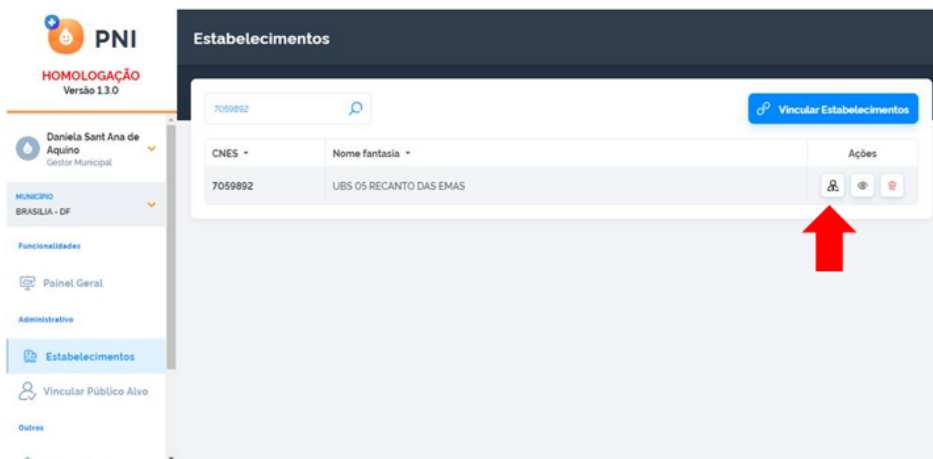 PNI
HOMOLOGAÇÃO
Versão 1.3.0
Daniela Sant Ana de
Aquino
Gestor Municipal
MUNICÍPIO
BRASILIA - DF
Funcionalidades
Painel Geral
Administrativo
Estabelecimentos
Vincular Público Alvo
Outros
Estabelecimentos
7059892
Vincular Estabelecimentos
CNES
Nome fantasia
Ações
7059892
UBS 05 RECANTO DAS EMAS